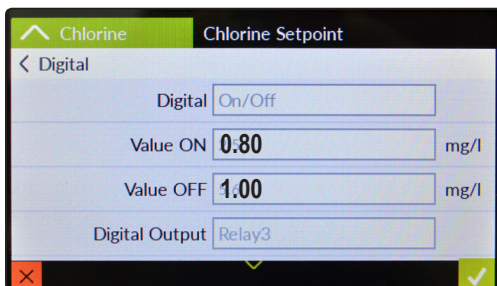 Chlorine Chlorine Setpoint
Digital
Digital On/Off
Value ON 0.80 mg/l
Value OFF 1.00 mg/l
Digital Output Relay3